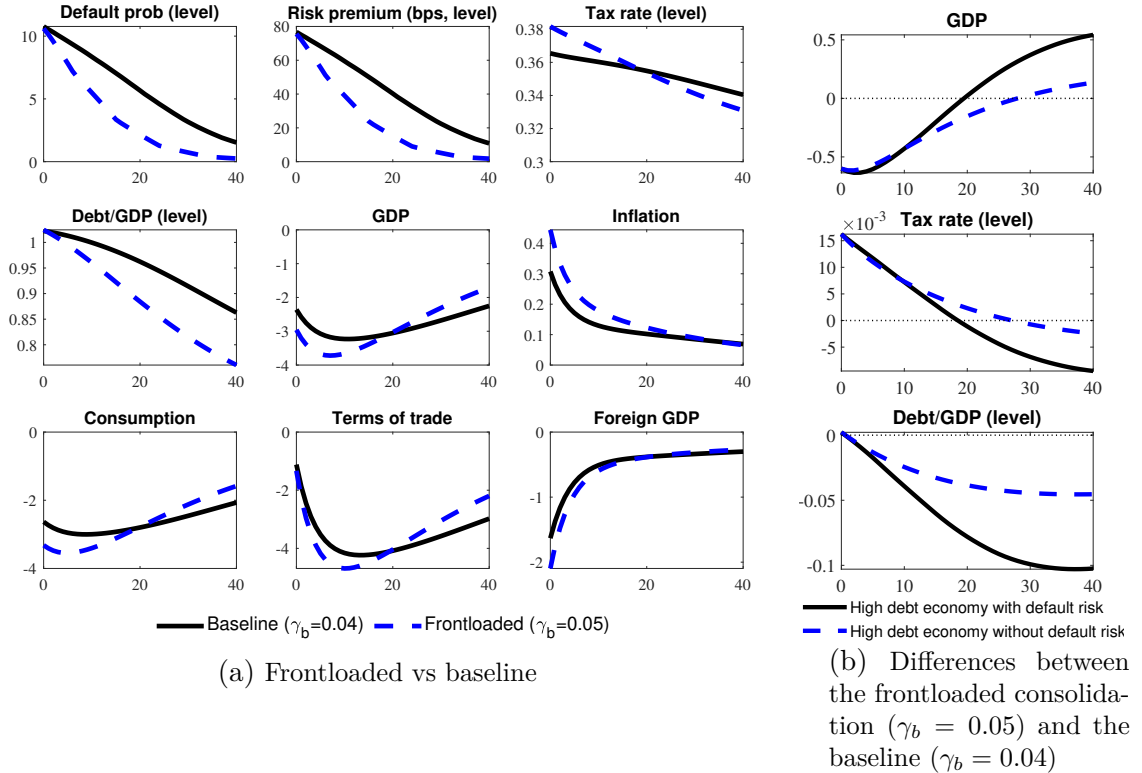 Default prob (level)
10
5
0
0 20 40
Risk premium (bps, level)
80
60
40
20
0
0 20 40
Tax rate (level)
0.38
0.36
0.34
0.32
0.3
0 20 40
Debt/GDP (level)
1
0.95
0.9
0.85
0.8
0 20 40
GDP
0
-1
-2
-3
-4
0 20 40
Inflation
0.4
0.3
0.2
0.1
0
0 20 40
Consumption
0
-2
-4
0 20 40
Terms of trade
0
-2
-4
0 20 40
Foreign GDP
0
-1
-2
0 20 40
Baseline (γ_b=0.04) Frontloaded (γ_b=0.05)
(a) Frontloaded vs baseline
GDP
0.5
0
-0.5
0 10 20 30 40
Tax rate (level)
×10⁻³
15
10
5
0
-5
0 10 20 30 40
Debt/GDP (level)
0
-0.05
-0.1
0 10 20 30 40
High debt economy with default risk
High debt economy without default risk
(b) Differences between
the frontloaded consolida-
tion (γ_b = 0.05) and the
baseline (γ_b = 0.04)